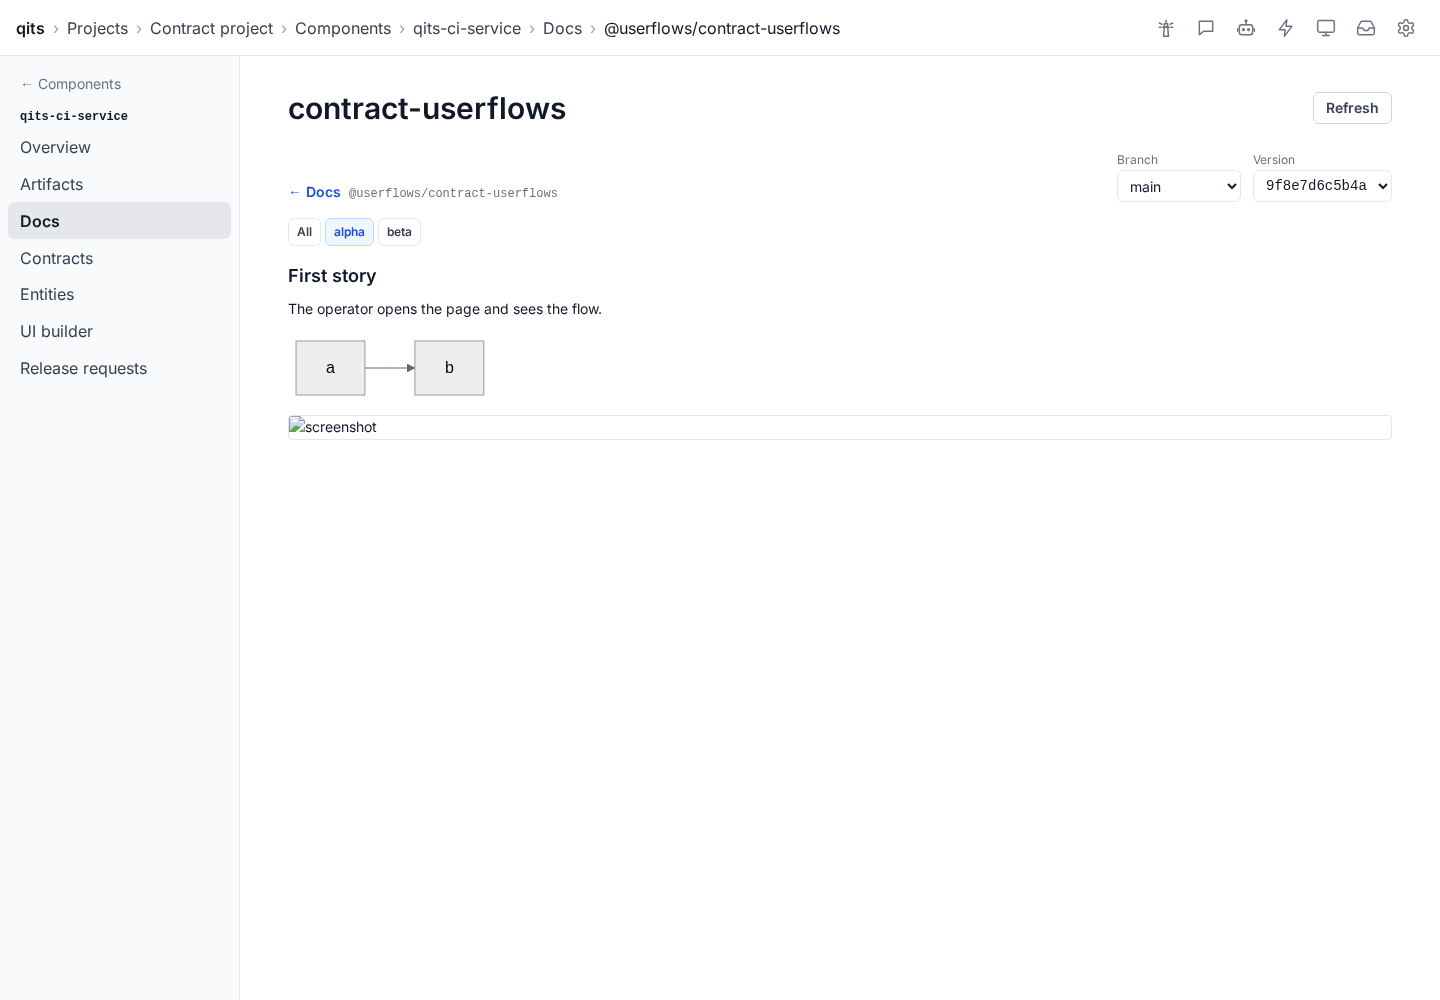 qits › Projects › Contract project › Components › qits-ci-service › Docs › @userflows/contract-userflows
← Components
qits-ci-service
Overview
Artifacts
Docs
Contracts
Entities
UI builder
Release requests
contract-userflows
Refresh
Branch
Version
← Docs @userflows/contract-userflows
main
9f8e7d6c5b4a
All
alpha
beta
First story
The operator opens the page and sees the flow.
a
b
screenshot